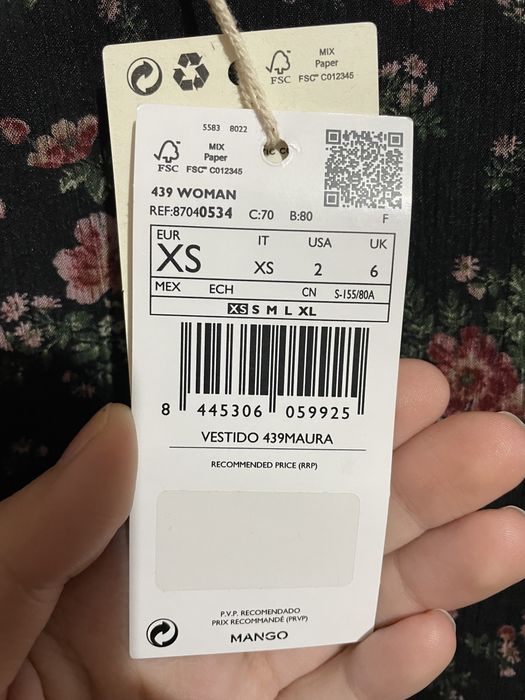 MIX
Paper
FSC
FSC™ C012345
5583 8022
MIX
Paper
FSC
FSC™ C012345
439 WOMAN
REF:87040534 C:70 B:80 F
EUR IT USA UK
XS XS 2 6
MEX ECH CN S-155/80A
XS S M L XL
8 445306 059925
VESTIDO 439MAURA
RECOMMENDED PRICE (RRP)
P.V.P. RECOMENDADO
PRIX RECOMMANDÉ (PRVP)
MANGO